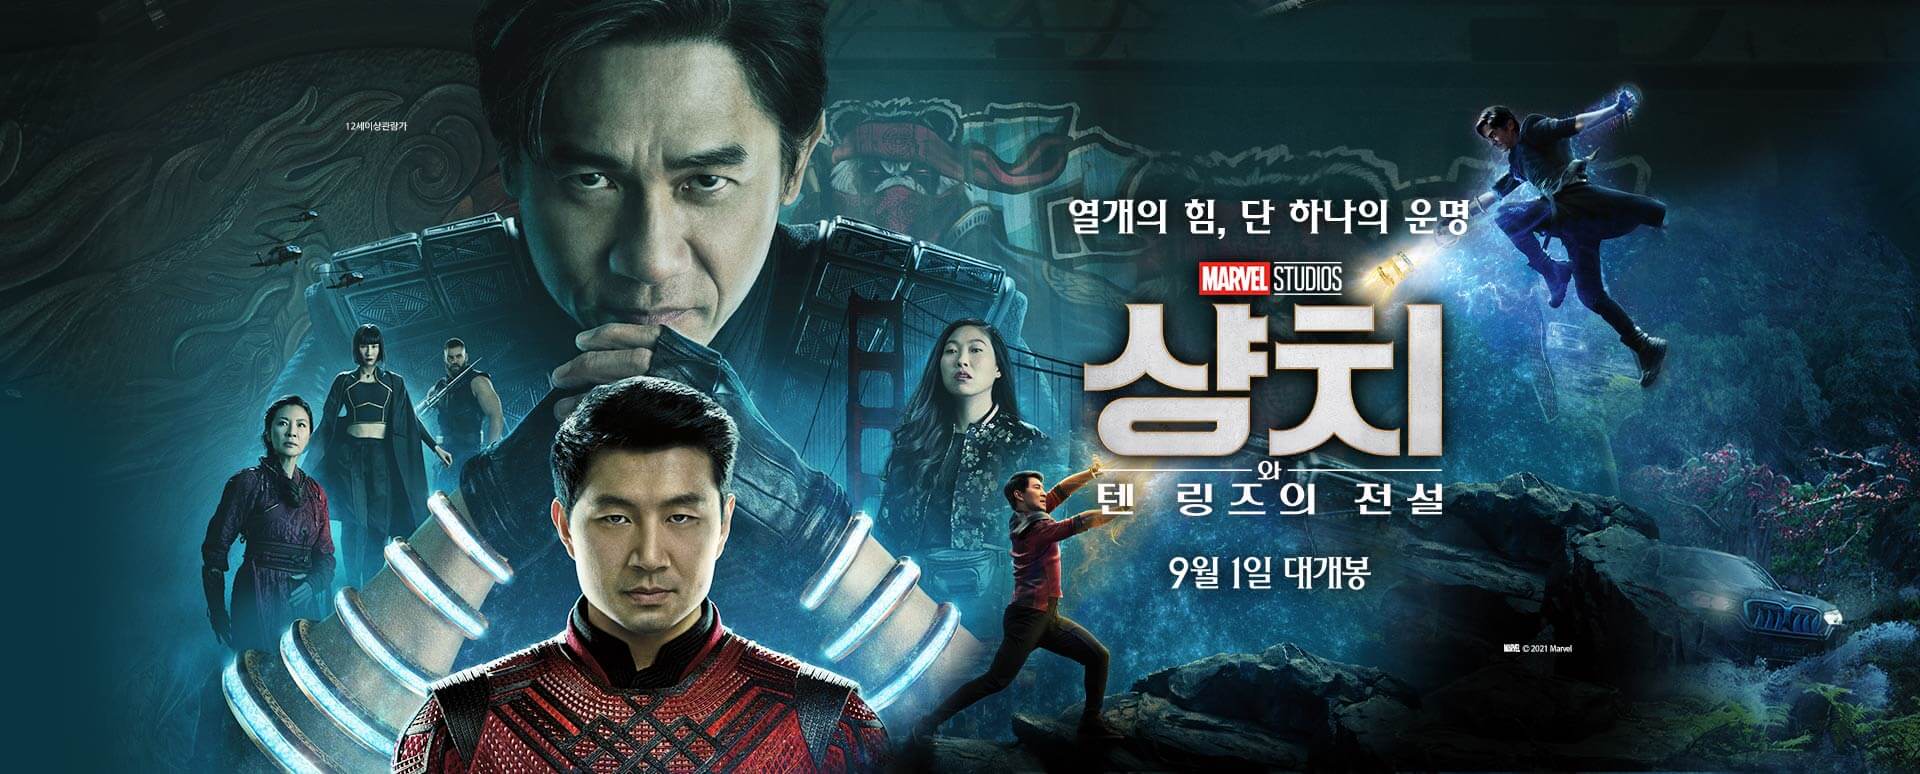 12세이상관람가
열개의 힘, 단 하나의 운명
MARVEL STUDIOS
샹치
와
텐 링즈의 전설
9월 1일 대개봉
MARVEL © 2021 Marvel